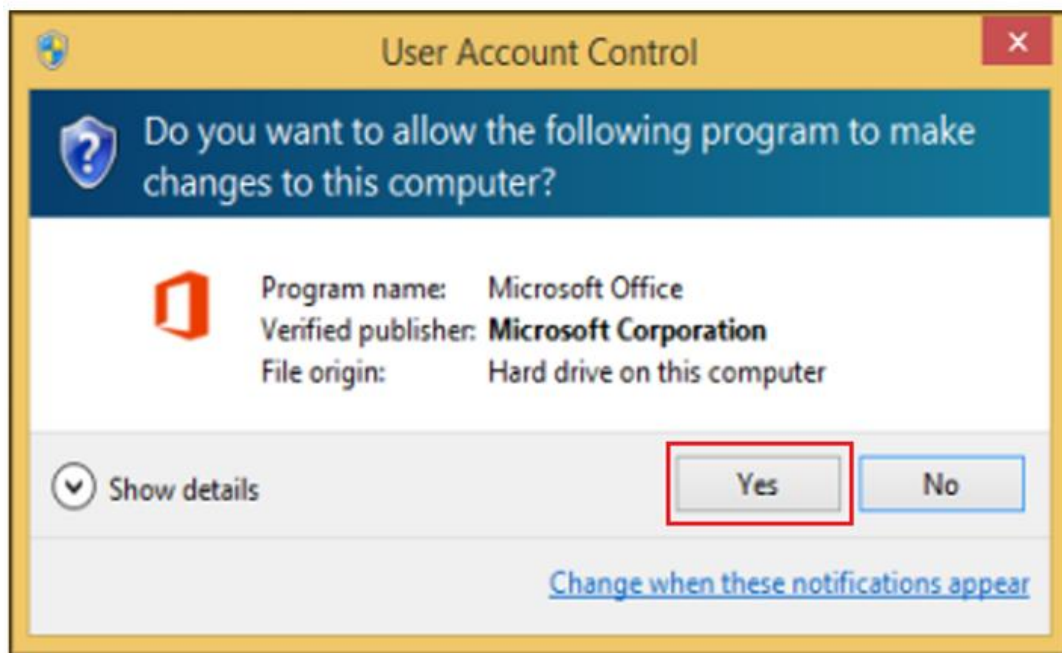 User Account Control
Do you want to allow the following program to make
changes to this computer?
Program name: Microsoft Office
Verified publisher: Microsoft Corporation
File origin: Hard drive on this computer
Show details
Yes
No
Change when these notifications appear